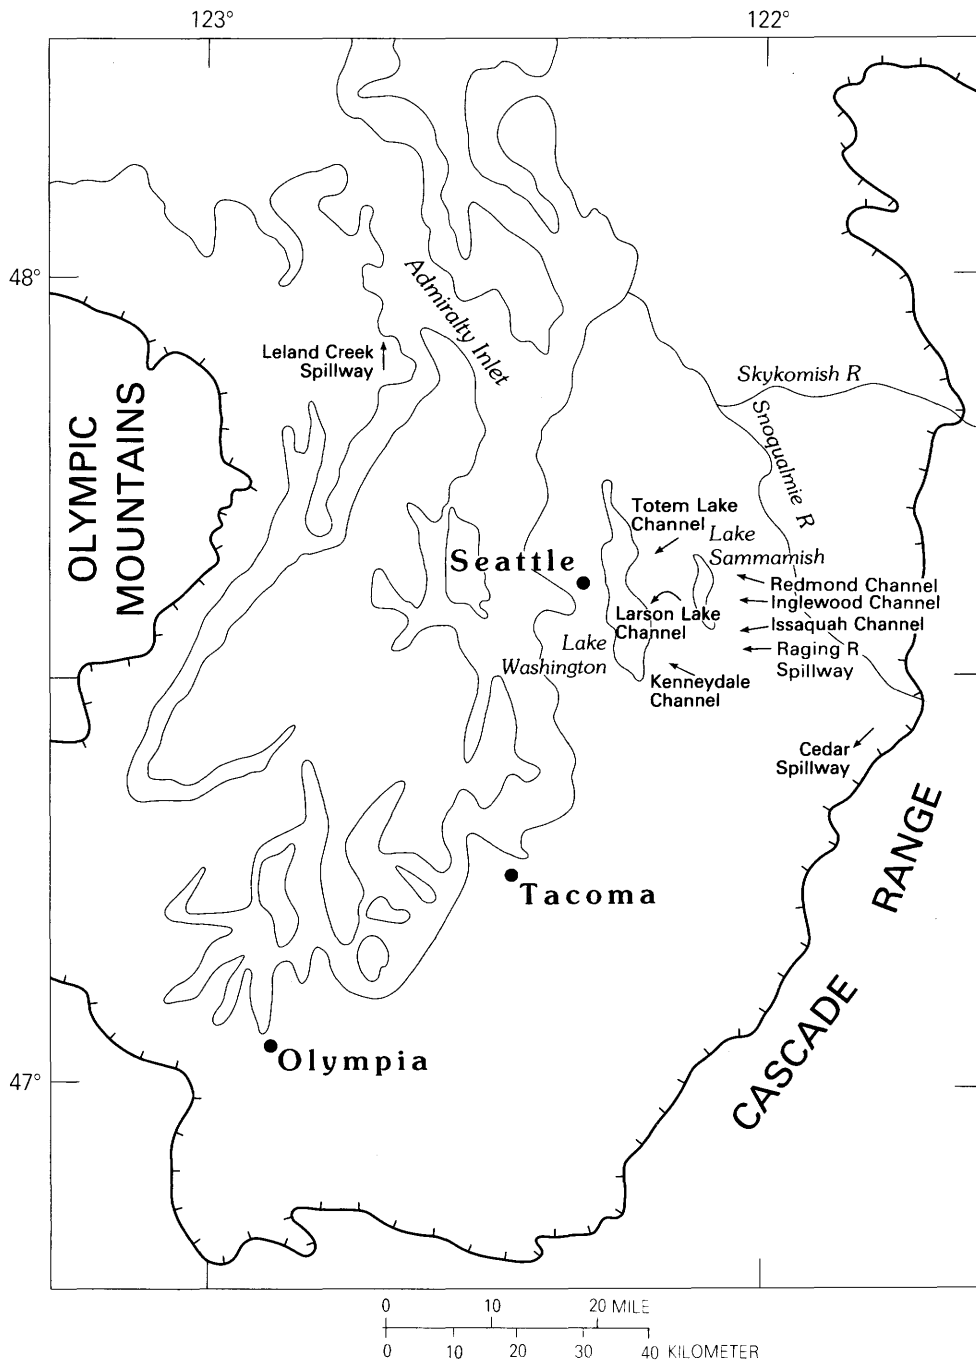 123°
122°
48°
Admiralty Inlet
Leland Creek
Spillway
Skykomish R
Snoqualmie R
OLYMPIC
MOUNTAINS
Totem Lake
Channel
Lake
Sammamish
Seattle
Redmond Channel
Inglewood Channel
Larson Lake
Channel
Issaquah Channel
Lake
Washington
Raging R
Spillway
Kenneydale
Channel
Cedar
Spillway
CASCADE RANGE
Tacoma
Olympia
47°
0 10 20 MILE
0 10 20 30 40 KILOMETER